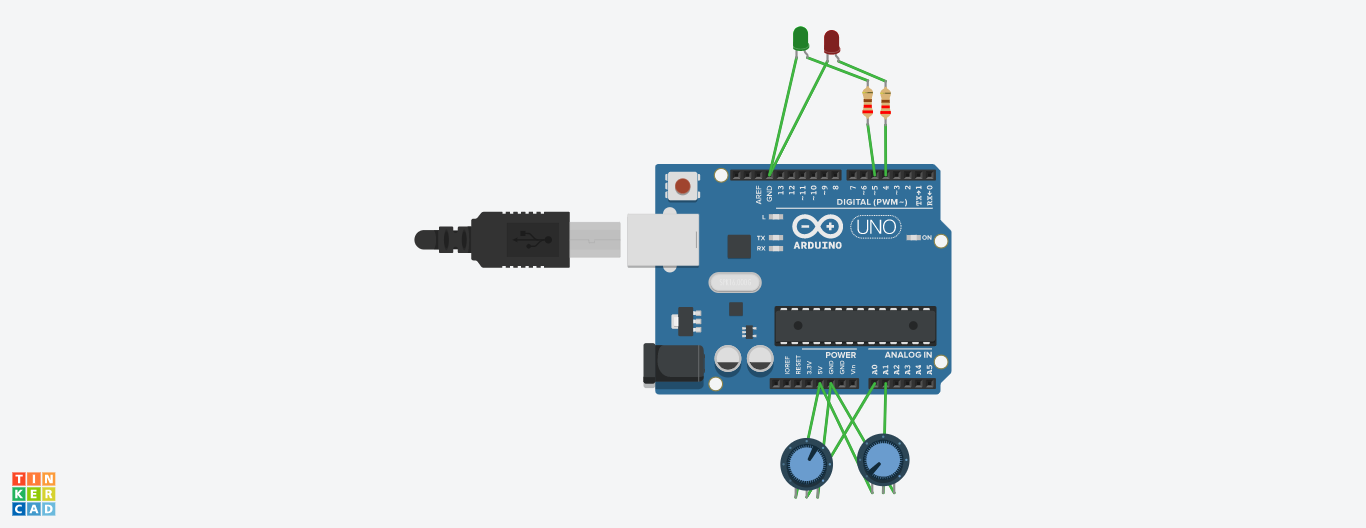 AREF
GND
13
12
~11
~10
~9
8
7
~6
~5
4
~3
2
TX→1
RX←0
DIGITAL (PWM~)
L
TX
RX
ARDUINO
UNO
ON
POWER
ANALOG IN
IOREF
RESET
3.3V
5V
GND
GND
Vin
A0
A1
A2
A3
A4
A5
TIN
KER
CAD